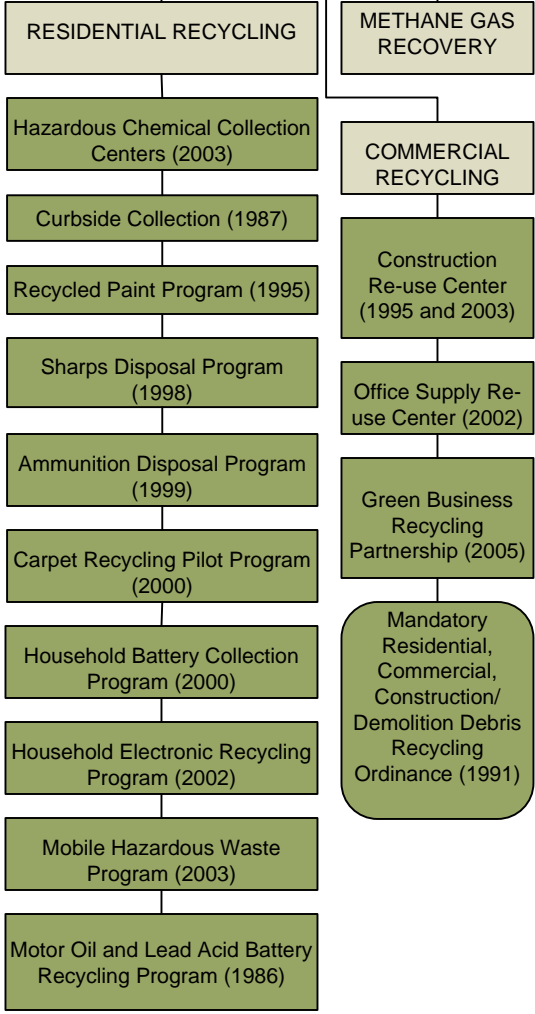 RESIDENTIAL RECYCLING
Hazardous Chemical Collection
Centers (2003)
Curbside Collection (1987)
Recycled Paint Program (1995)
Sharps Disposal Program
(1998)
Ammunition Disposal Program
(1999)
Carpet Recycling Pilot Program
(2000)
Household Battery Collection
Program (2000)
Household Electronic Recycling
Program (2002)
Mobile Hazardous Waste
Program (2003)
Motor Oil and Lead Acid Battery
Recycling Program (1986)
METHANE GAS
RECOVERY
COMMERCIAL
RECYCLING
Construction
Re-use Center
(1995 and 2003)
Office Supply Re-
use Center (2002)
Green Business
Recycling
Partnership (2005)
Mandatory
Residential,
Commercial,
Construction/
Demolition Debris
Recycling
Ordinance (1991)